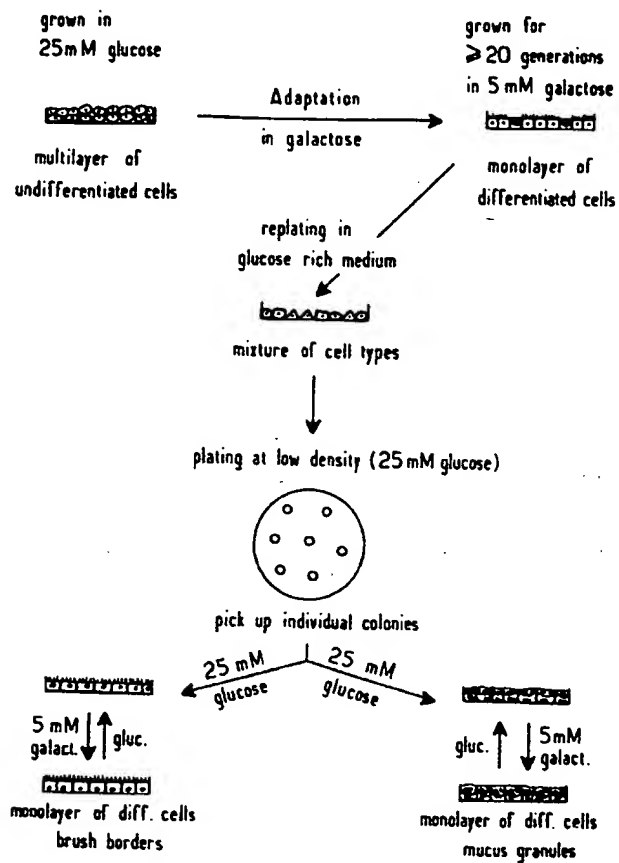 grown in
25mM glucose
multilayer of
undifferentiated cells
Adaptation
in galactose
grown for
⩾20 generations
in 5mM galactose
monolayer of
differentiated cells
replating in
glucose rich medium
mixture of cell types
plating at low density (25mM glucose)
pick up individual colonies
25 mM
glucose
25 mM
glucose
5 mM
galact.
gluc.
monolayer of diff. cells
brush borders
gluc.
5mM
galact.
monolayer of diff. cells
mucus granules